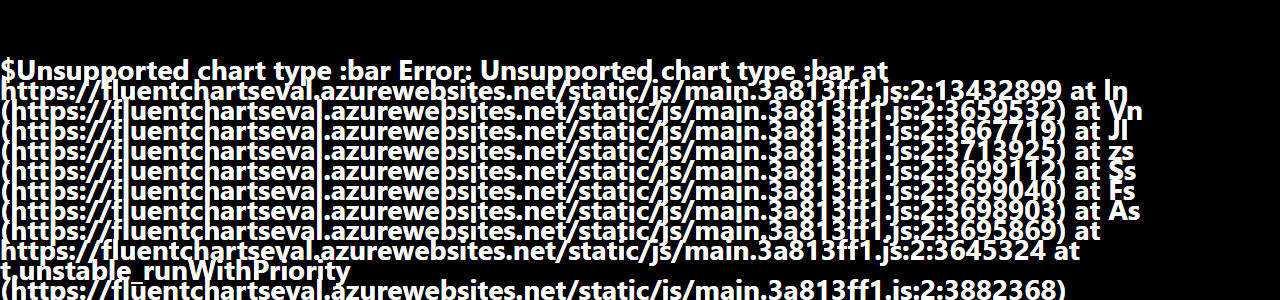 $Unsupported chart type :bar Error: Unsupported chart type :bar at
https://fluentchartseval.azurewebsites.net/static/js/main.3a813ff1.js:2:13432899 at In
(https://fluentchartseval.azurewebsites.net/static/js/main.3a813ff1.js:2:3659532) at Vn
(https://fluentchartseval.azurewebsites.net/static/js/main.3a813ff1.js:2:3667719) at Jl
(https://fluentchartseval.azurewebsites.net/static/js/main.3a813ff1.js:2:3713925) at zs
(https://fluentchartseval.azurewebsites.net/static/js/main.3a813ff1.js:2:3699112) at Ss
(https://fluentchartseval.azurewebsites.net/static/js/main.3a813ff1.js:2:3699040) at Es
(https://fluentchartseval.azurewebsites.net/static/js/main.3a813ff1.js:2:3698903) at As
(https://fluentchartseval.azurewebsites.net/static/js/main.3a813ff1.js:2:3695869) at
https://fluentchartseval.azurewebsites.net/static/js/main.3a813ff1.js:2:3645324 at
t.unstable_runWithPriority
(https://fluentchartseval.azurewebsites.net/static/js/main.3a813ff1.js:2:3882368)